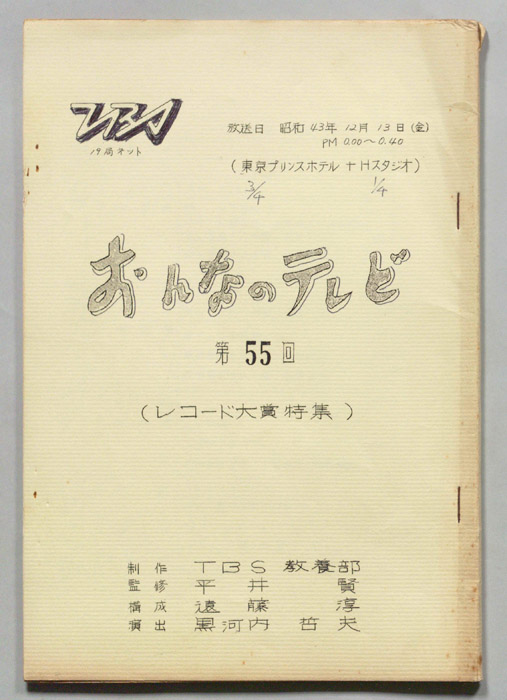 TBS
放送日 昭和43年12月13日(金)
19局ネット
PM 0.00~0.40
(東京プリンスホテル + Hスタジオ)
3/4 1/4
おんなのテレビ
第55回
(レコード大賞特集)
制作 TBS 教養部
監修 平井 賢
構成 遠藤 淳
演出 黒河内 哲夫